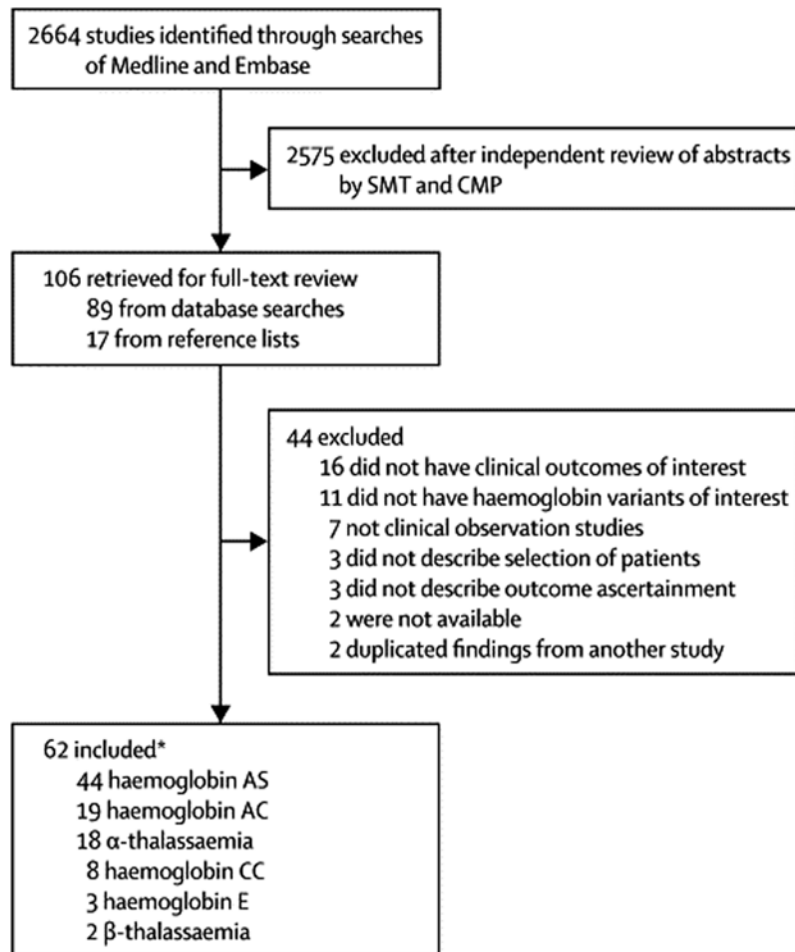 2664 studies identified through searches
of Medline and Embase
2575 excluded after independent review of abstracts
by SMT and CMP
106 retrieved for full-text review
89 from database searches
17 from reference lists
44 excluded
16 did not have clinical outcomes of interest
11 did not have haemoglobin variants of interest
7 not clinical observation studies
3 did not describe selection of patients
3 did not describe outcome ascertainment
2 were not available
2 duplicated findings from another study
62 included*
44 haemoglobin AS
19 haemoglobin AC
18 α-thalassaemia
8 haemoglobin CC
3 haemoglobin E
2 β-thalassaemia